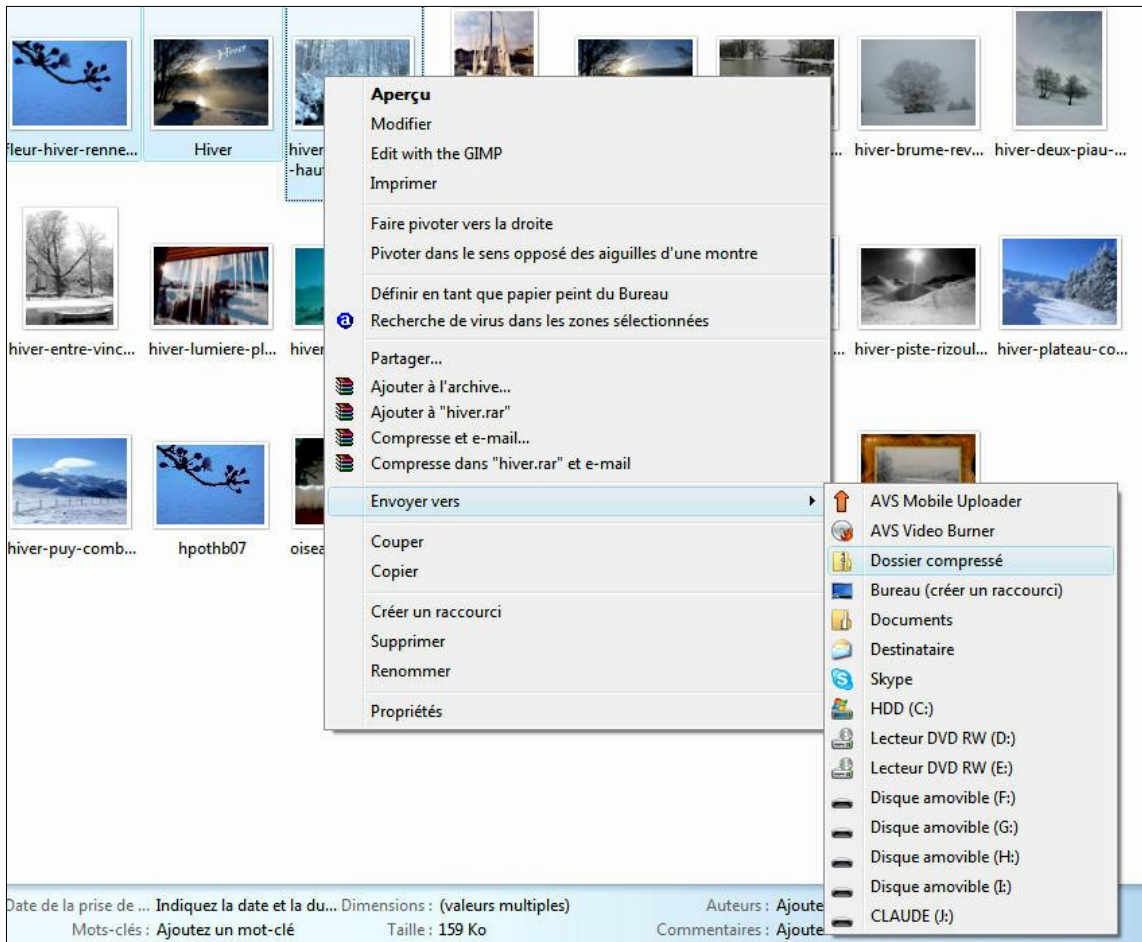 J-Hiver
fleur-hiver-renne...
Hiver
hiver
-hau
...
hiver-brume-rev...
hiver-deux-piau-...
hiver-entre-vinc...
hiver-lumiere-pl...
hiver
...
hiver-piste-rizoul...
hiver-plateau-co...
hiver-puy-comb...
hpothb07
oisea
Aperçu
Modifier
Edit with the GIMP
Imprimer
Faire pivoter vers la droite
Pivoter dans le sens opposé des aiguilles d'une montre
Définir en tant que papier peint du Bureau
Recherche de virus dans les zones sélectionnées
Partager...
Ajouter à l'archive...
Ajouter à "hiver.rar"
Compresse et e-mail...
Compresse dans "hiver.rar" et e-mail
Envoyer vers
Couper
Copier
Créer un raccourci
Supprimer
Renommer
Propriétés
AVS Mobile Uploader
AVS Video Burner
Dossier compressé
Bureau (créer un raccourci)
Documents
Destinataire
Skype
HDD (C:)
Lecteur DVD RW (D:)
Lecteur DVD RW (E:)
Disque amovible (F:)
Disque amovible (G:)
Disque amovible (H:)
Disque amovible (I:)
CLAUDE (J:)
Date de la prise de ... Indiquez la date et la du... Dimensions : (valeurs multiples) Auteurs : Ajoute
Mots-clés : Ajoutez un mot-clé Taille : 159 Ko Commentaires : Ajoute